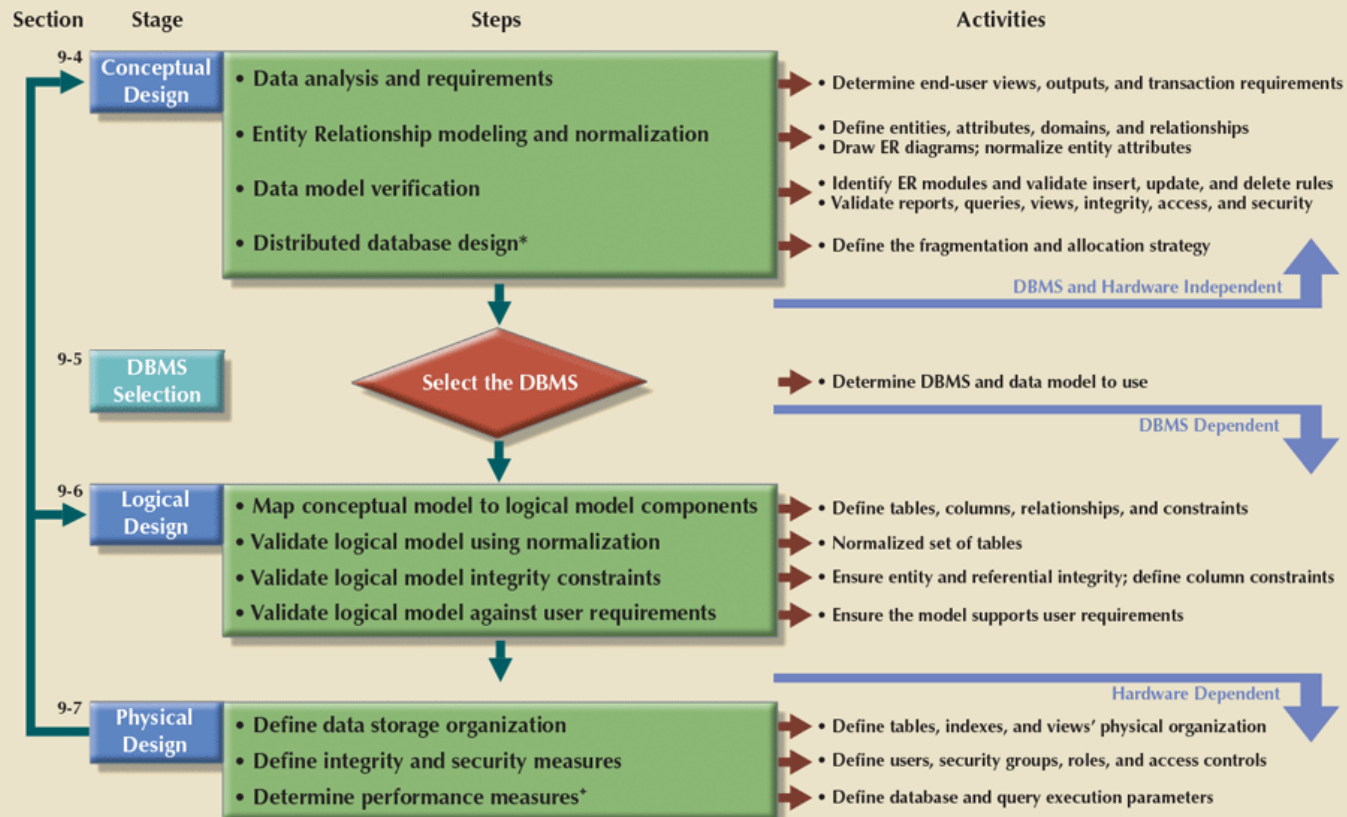 Section Stage Steps Activities
9-4
Conceptual
Design
• Data analysis and requirements
• Determine end-user views, outputs, and transaction requirements
• Entity Relationship modeling and normalization
• Define entities, attributes, domains, and relationships
• Draw ER diagrams; normalize entity attributes
• Data model verification
• Identify ER modules and validate insert, update, and delete rules
• Validate reports, queries, views, integrity, access, and security
• Distributed database design*
• Define the fragmentation and allocation strategy
DBMS and Hardware Independent
9-5
DBMS
Selection
Select the DBMS
• Determine DBMS and data model to use
DBMS Dependent
9-6
Logical
Design
• Map conceptual model to logical model components
• Define tables, columns, relationships, and constraints
• Validate logical model using normalization
• Normalized set of tables
• Validate logical model integrity constraints
• Ensure entity and referential integrity; define column constraints
• Validate logical model against user requirements
• Ensure the model supports user requirements
Hardware Dependent
9-7
Physical
Design
• Define data storage organization
• Define tables, indexes, and views’ physical organization
• Define integrity and security measures
• Define users, security groups, roles, and access controls
• Determine performance measures⁺
• Define database and query execution parameters